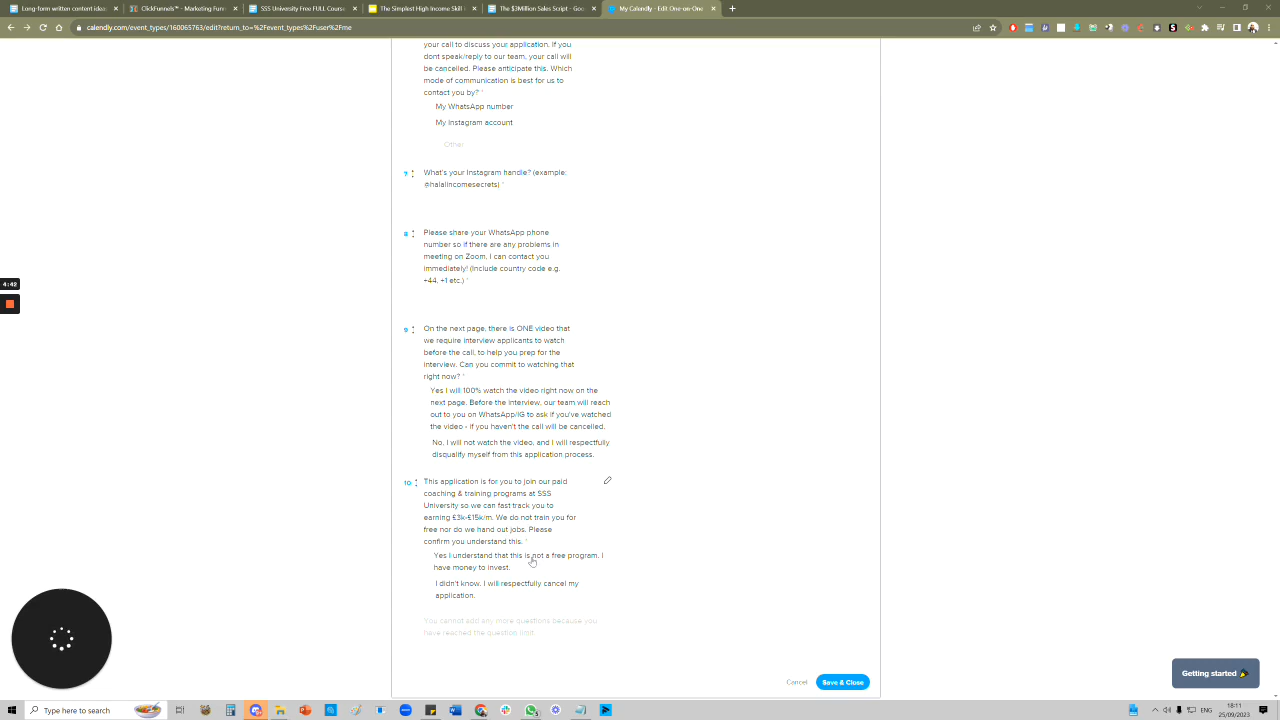 Long-form written content ideas
ClickFunnels™ - Marketing Funn
SSS University Free FULL Course
The Simplest High Income Skill i
The $3Million Sales Script - Goo
My Calendly - Edit One-on-One
calendly.com/event_types/160065763/edit?return_to=%2Fevent_types%2Fuser%2Fme
your call to discuss your application. If you
dont speak/reply to our team, your call will
be cancelled. Please anticipate this. Which
mode of communication is best for us to
contact you by? *
My WhatsApp number
My Instagram account
Other
7
What's your Instagram handle? (example:
@halalincomesecrets) *
8
Please share your WhatsApp phone
number so if there are any problems in
meeting on Zoom, I can contact you
immediately! (Include country code e.g.
+44, +1 etc.) *
4:42
9
On the next page, there is ONE video that
we require interview applicants to watch
before the call, to help you prep for the
interview. Can you commit to watching that
right now? *
Yes I will 100% watch the video right now on the
next page. Before the interview, our team will reach
out to you on WhatsApp/IG to ask if you've watched
the video - if you haven't the call will be cancelled.
No, I will not watch the video, and I will respectfully
disqualify myself from this application process.
10
This application is for you to join our paid
coaching & training programs at SSS
University so we can fast track you to
earning £3k-£15k/m. We do not train you for
free nor do we hand out jobs. Please
confirm you understand this. *
Yes I understand that this is not a free program. I
have money to invest.
I didn't know. I will respectfully cancel my
application.
You cannot add any more questions because you
have reached the question limit
Cancel
Save & Close
Getting started
Type here to search
ENG
18:11
25/09/2023